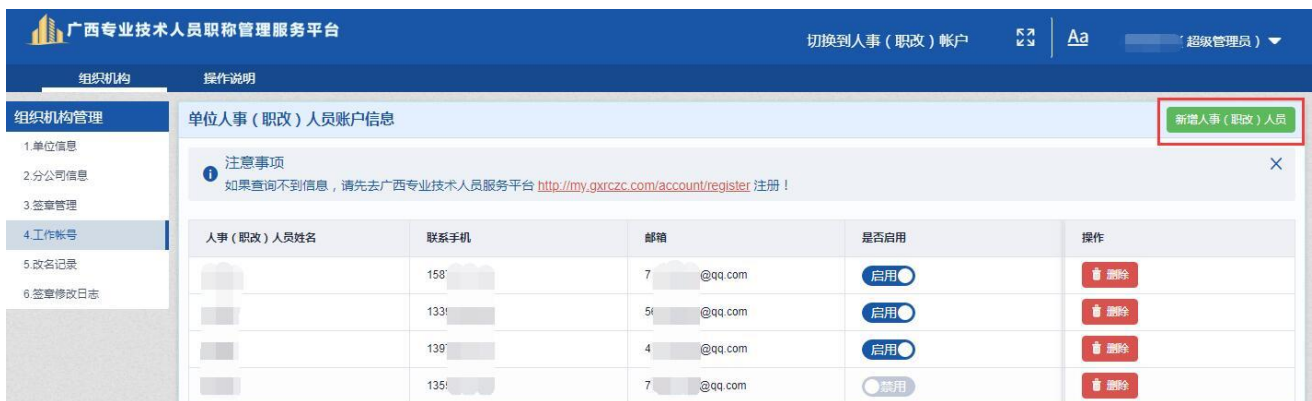 广西专业技术人员职称管理服务平台
切换到人事（职改）帐户
Aa
（超级管理员）
组织机构 操作说明
组织机构管理
1.单位信息
2.分公司信息
3.签章管理
4.工作帐号
5.改名记录
6.签章修改日志
单位人事（职改）人员账户信息
新增人事（职改）人员
注意事项
如果查询不到信息，请先去广西专业技术人员服务平台 http://my.gxrczc.com/account/register 注册！
人事（职改）人员姓名 联系手机 邮箱 是否启用 操作
158 7 @qq.com 启用 删除
133 5 @qq.com 启用 删除
139 4 @qq.com 启用 删除
135 7 @qq.com 禁用 删除